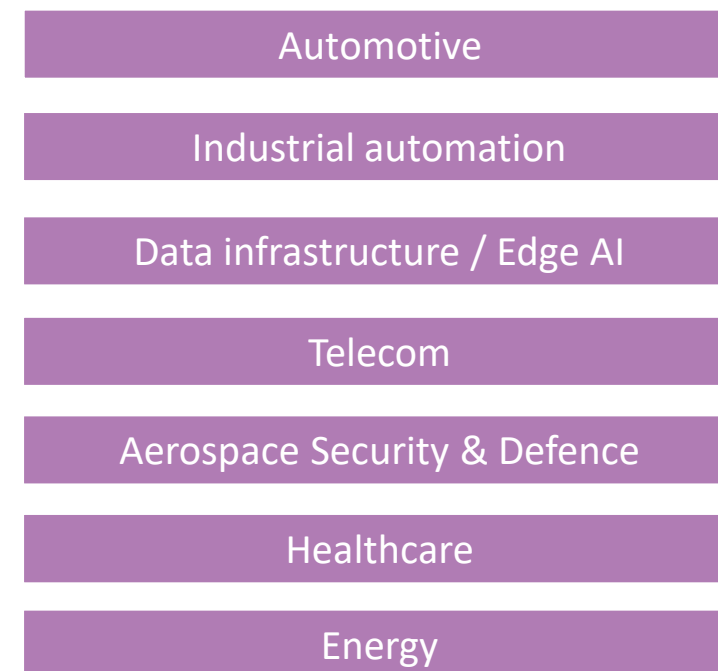 Automotive
Industrial automation
Data infrastructure / Edge AI
Telecom
Aerospace Security & Defence
Healthcare
Energy